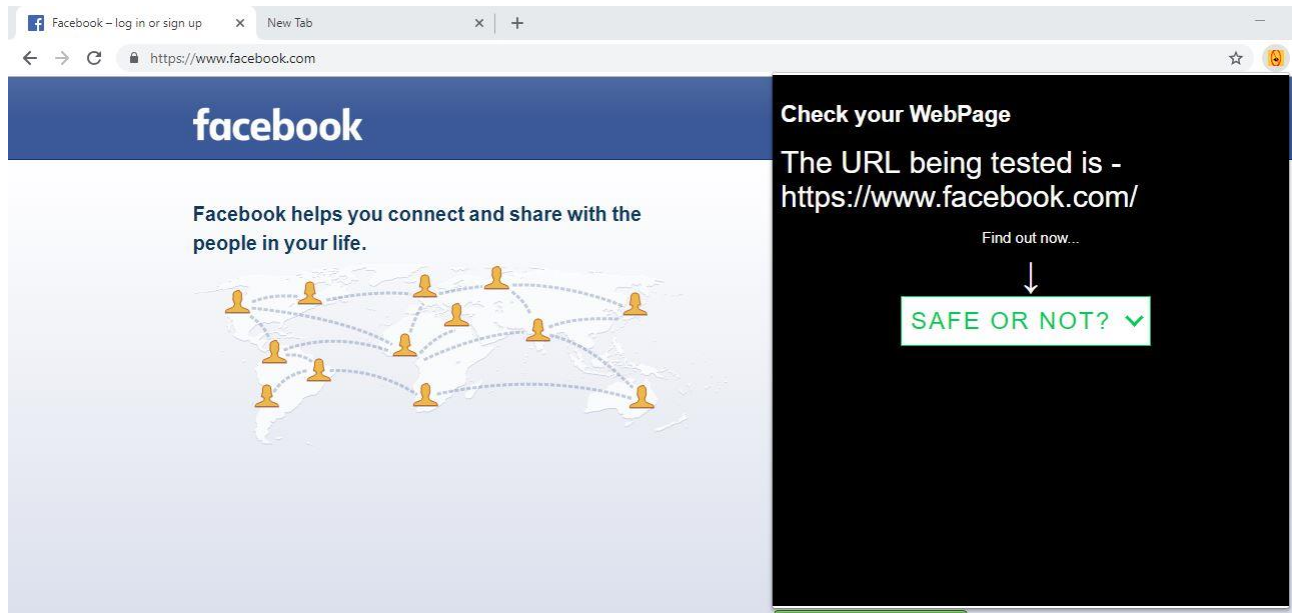 Facebook – log in or sign up
New Tab
https://www.facebook.com
facebook
Facebook helps you connect and share with the
people in your life.
Check your WebPage
The URL being tested is -
https://www.facebook.com/
Find out now...
SAFE OR NOT?